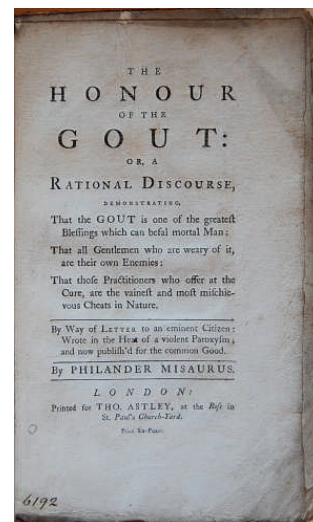 THE
HONOUR
OF THE
GOUT:
OR, A
RATIONAL DISCOURSE,
DEMONSTRATING,
That the GOUT is one of the greatest
Blessings which can befal mortal Man;
That all Gentlemen who are weary of it,
are their own Enemies:
That those Practitioners who offer at the
Cure, are the vainest and most mischie-
vous Cheats in Nature.
By Way of LETTER to an eminent Citizen:
Wrote in the Heat of a violent Paroxysm;
and now publish'd for the common Good.
By PHILANDER MISAURUS.
LONDON:
Printed for THO. ASTLEY, at the Rose in
St. Paul's Church-Yard.
Price Six-Pence.
6192